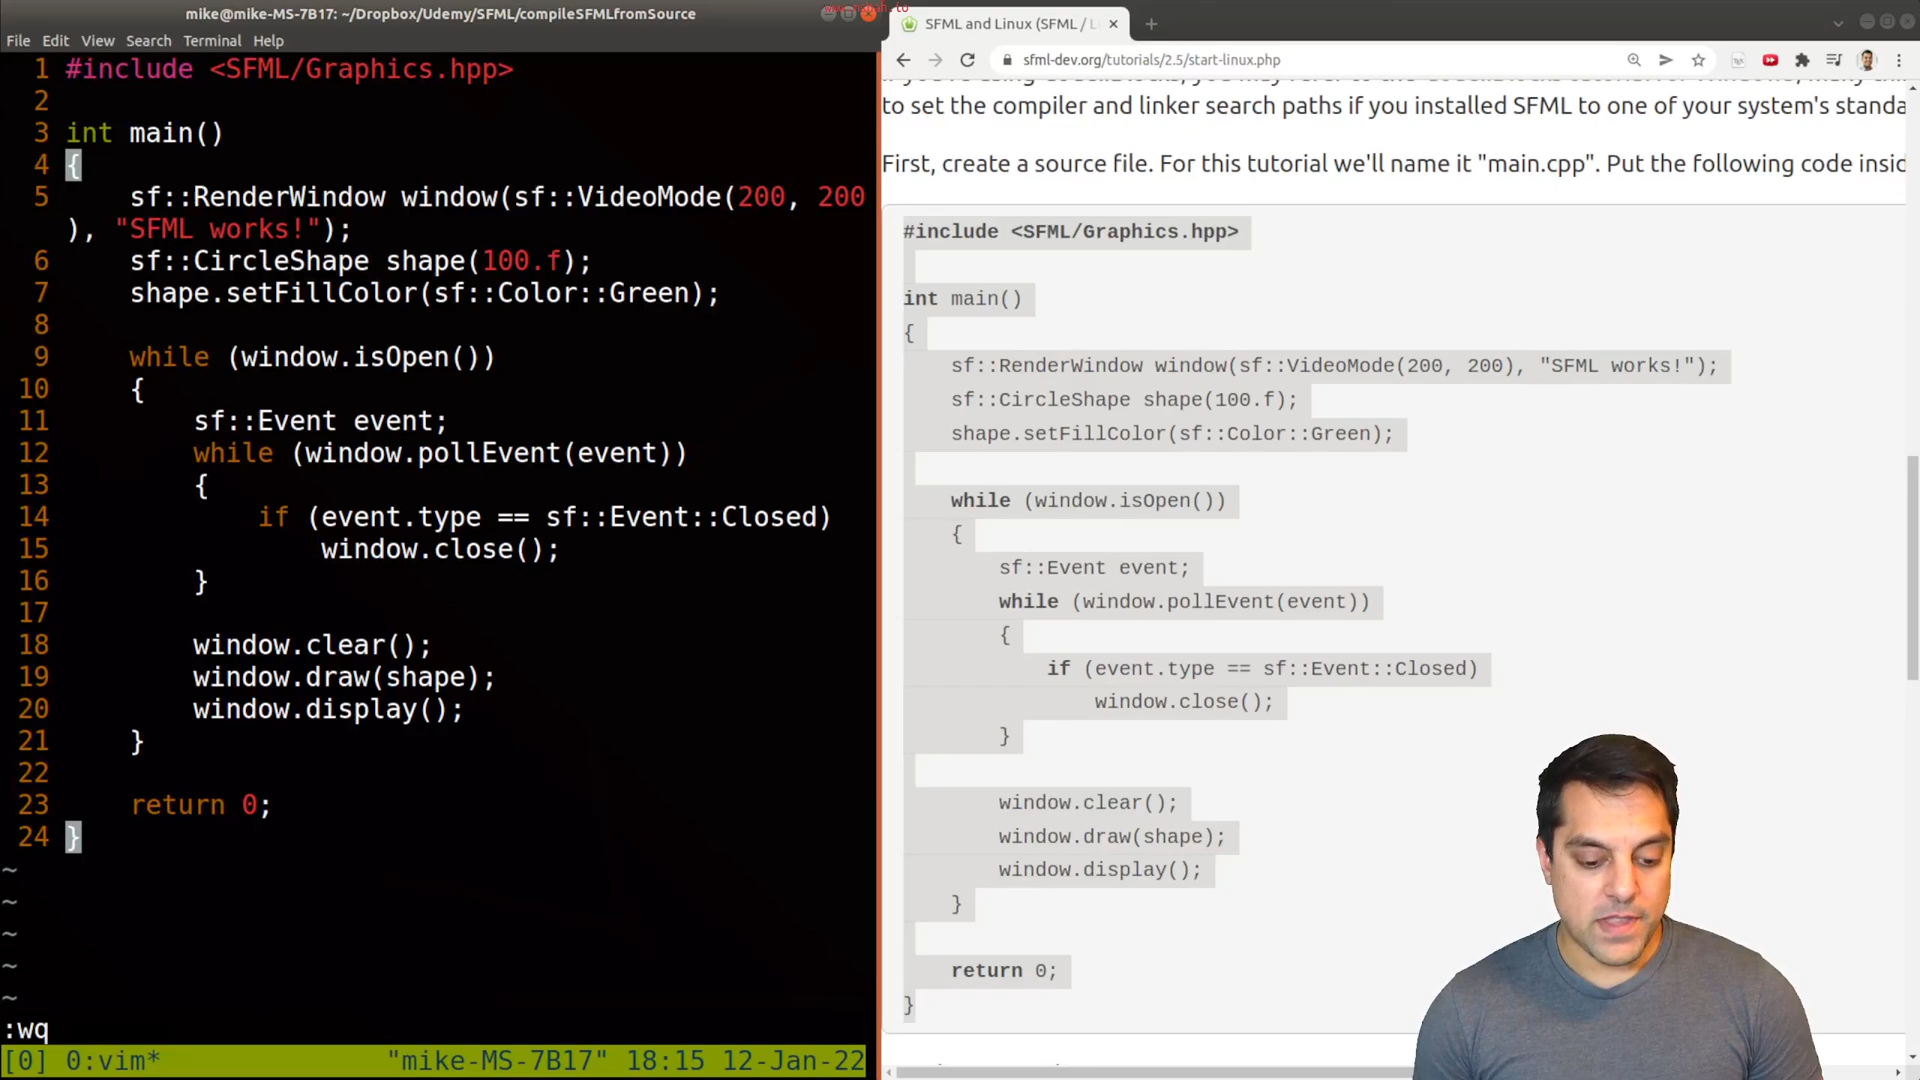 mike@mike-MS-7B17: ~/Dropbox/Udemy/SFML/compileSFMLfromSource
File Edit View Search Terminal Help
1 #include <SFML/Graphics.hpp>
2
3 int main()
4 {
5     sf::RenderWindow window(sf::VideoMode(200, 200
), "SFML works!");
6     sf::CircleShape shape(100.f);
7     shape.setFillColor(sf::Color::Green);
8
9     while (window.isOpen())
10     {
11         sf::Event event;
12         while (window.pollEvent(event))
13         {
14             if (event.type == sf::Event::Closed)
15                 window.close();
16         }
17
18         window.clear();
19         window.draw(shape);
20         window.display();
21     }
22
23     return 0;
24 }
~
~
~
~
~
:wq
[0] 0:vim* "mike-MS-7B17" 18:15 12-Jan-22
SFML and Linux (SFML / L
sfml-dev.org/tutorials/2.5/start-linux.php
to set the compiler and linker search paths if you installed SFML to one of your system's standa
First, create a source file. For this tutorial we'll name it "main.cpp". Put the following code insid
#include <SFML/Graphics.hpp>
int main()
{
    sf::RenderWindow window(sf::VideoMode(200, 200), "SFML works!");
    sf::CircleShape shape(100.f);
    shape.setFillColor(sf::Color::Green);
    while (window.isOpen())
    {
        sf::Event event;
        while (window.pollEvent(event))
        {
            if (event.type == sf::Event::Closed)
                window.close();
        }
        window.clear();
        window.draw(shape);
        window.display();
    }
    return 0;
}